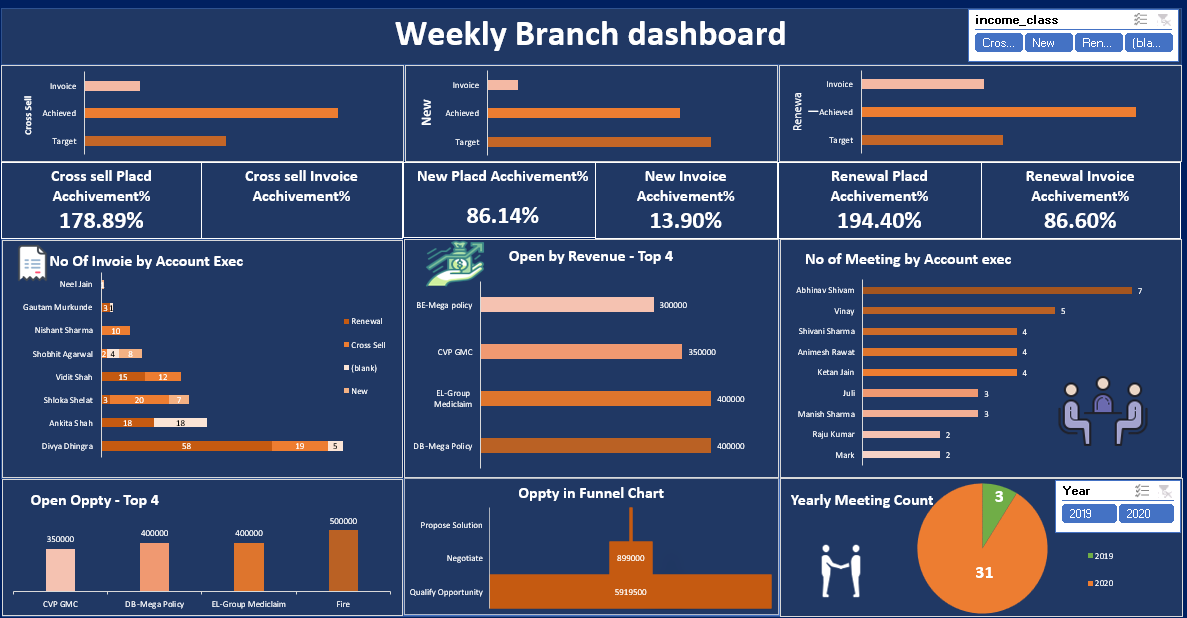 Weekly Branch dashboard
income_class
Cros...
New
Ren...
(bla...
Cross Sell
Invoice
Achieved
Target
New
Invoice
Achieved
Target
Renewa
Invoice
Achieved
Target
Cross sell Placd
Acchivement%
178.89%
Cross sell Invoice
Acchivement%
New Placd Acchivement%
86.14%
New Invoice
Acchivement%
13.90%
Renewal Placd
Acchivement%
194.40%
Renewal Invoice
Acchivement%
86.60%
No Of Invoie by Account Exec
Neel Jain
Gautam Murkunde
3
Nishant Sharma
10
Shobhit Agarwal
2 4 8
Vidit Shah
15 12
Shloka Shelat
3 20 7
Ankita Shah
18 18
Divya Dhingra
58 19 5
Renewal
Cross Sell
(blank)
New
Open by Revenue - Top 4
BE-Mega policy
300000
CVP GMC
350000
EL-Group
Mediclaim
400000
DB-Mega Policy
400000
No of Meeting by Account exec
Abhinav Shivam
7
Vinay
5
Shivani Sharma
4
Animesh Rawat
4
Ketan Jain
4
Juli
3
Manish Sharma
3
Raju Kumar
2
Mark
2
Open Oppty - Top 4
350000
400000
400000
500000
CVP GMC
DB-Mega Policy
EL-Group Mediclaim
Fire
Oppty in Funnel Chart
Propose Solution
Negotiate
899000
Qualify Opportunity
5919500
Yearly Meeting Count
3
31
Year
2019
2020
2019
2020